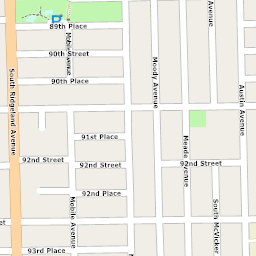 89th Place
90th Street
90th Place
91st Place
92nd Street
92nd Street
92nd Street
92nd Place
93rd Place
South Ridgeland Avenue
Mobile Avenue
Mobile Avenue
Moody Avenue
Meade Avenue
Avenue
Austin Avenue
South McVicker